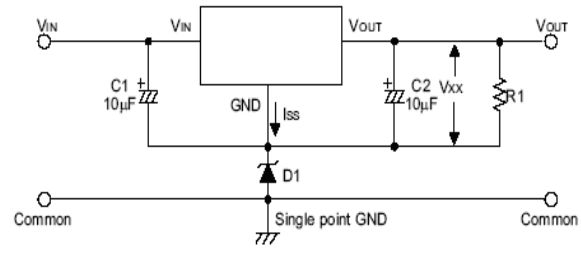 VIN
VIN
VOUT
VOUT
C1
10µF
+
GND
ISS
+
C2
10µF
VXX
R1
D1
Common
Single point GND
Common